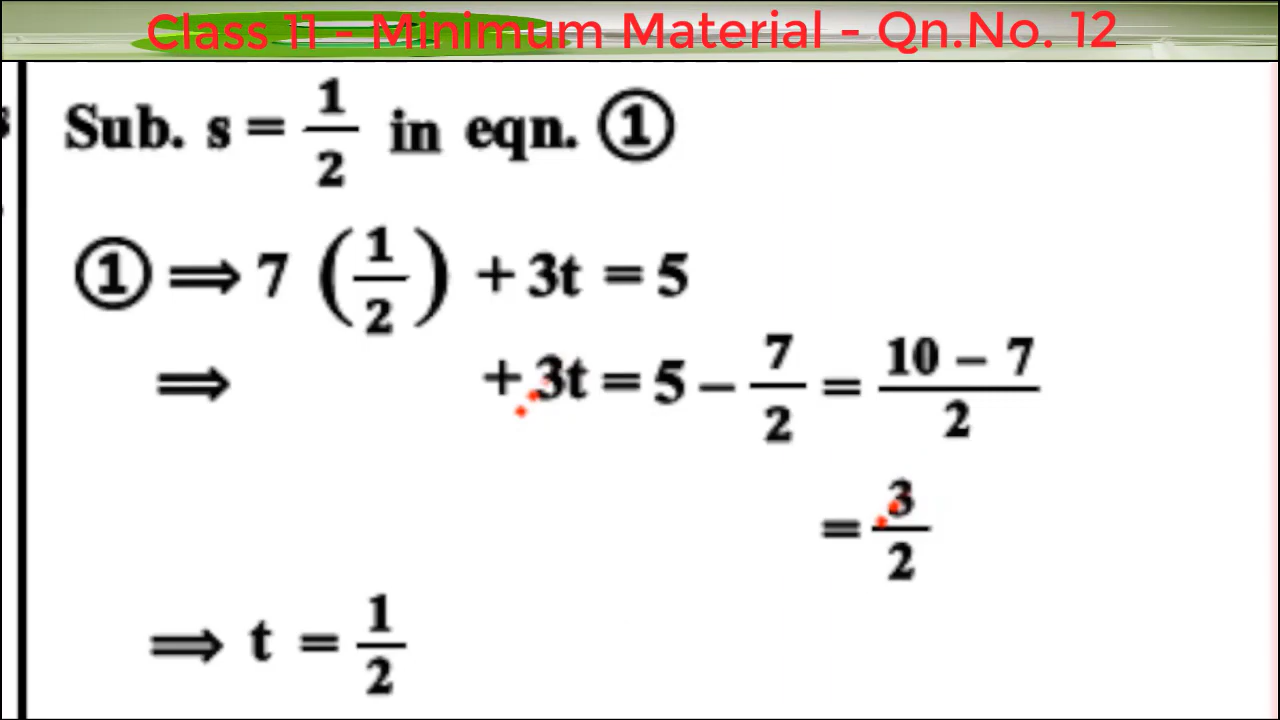 Class 11 - Minimum Material - Qn.No. 12
Sub. s = 1/2 in eqn. ①
① ⟹ 7 (1/2) + 3t = 5
⟹ + 3t = 5 – 7/2 = (10 – 7)/2
= 3/2
⟹ t = 1/2